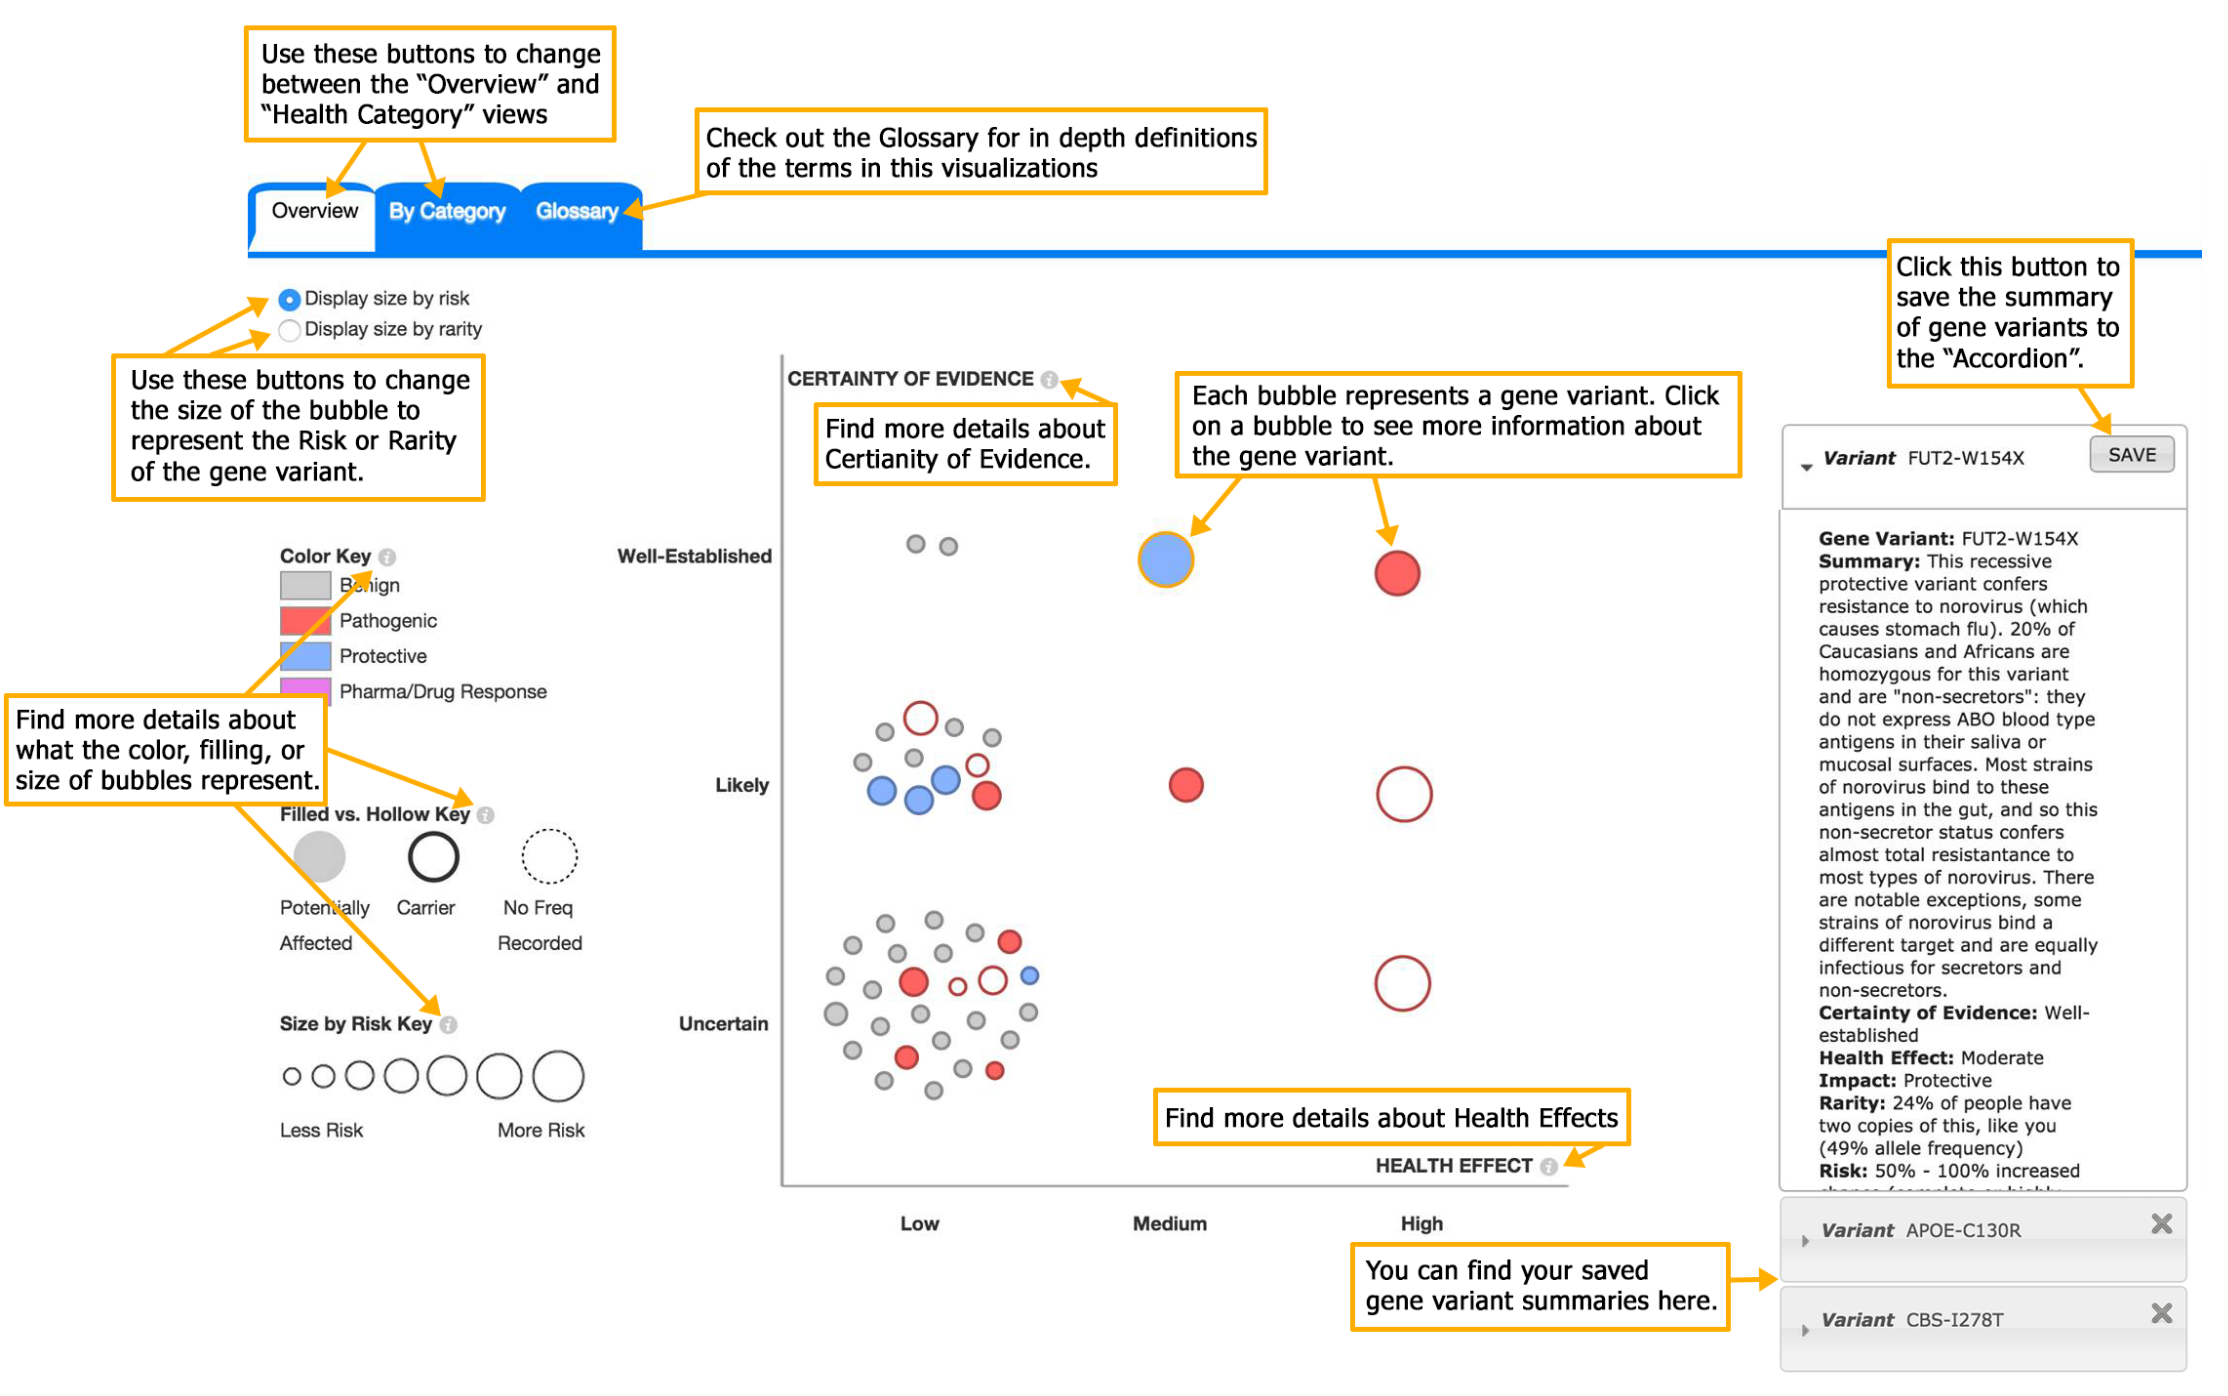 Use these buttons to change
between the “Overview” and
“Health Category” views
Check out the Glossary for in depth definitions
of the terms in this visualizations
Overview
By Category
Glossary
Click this button to
save the summary
of gene variants to
the “Accordion”.
Display size by risk
Display size by rarity
Use these buttons to change
the size of the bubble to
represent the Risk or Rarity
of the gene variant.
CERTAINTY OF EVIDENCE
Find more details about
Certianity of Evidence.
Each bubble represents a gene variant. Click
on a bubble to see more information about
the gene variant.
Color Key
Benign
Pathogenic
Protective
Pharma/Drug Response
Find more details about
what the color, filling, or
size of bubbles represent.
Filled vs. Hollow Key
Potentially
Affected
Carrier
No Freq
Recorded
Size by Risk Key
Less Risk
More Risk
Well-Established
Likely
Uncertain
Find more details about Health Effects
HEALTH EFFECT
Low
Medium
High
You can find your saved
gene variant summaries here.
Variant FUT2-W154X
SAVE
Gene Variant: FUT2-W154X
Summary: This recessive
protective variant confers
resistance to norovirus (which
causes stomach flu). 20% of
Caucasians and Africans are
homozygous for this variant
and are "non-secretors": they
do not express ABO blood type
antigens in their saliva or
mucosal surfaces. Most strains
of norovirus bind to these
antigens in the gut, and so this
non-secretor status confers
almost total resistantance to
most types of norovirus. There
are notable exceptions, some
strains of norovirus bind a
different target and are equally
infectious for secretors and
non-secretors.
Certainty of Evidence: Well-
established
Health Effect: Moderate
Impact: Protective
Rarity: 24% of people have
two copies of this, like you
(49% allele frequency)
Risk: 50% - 100% increased
Variant APOE-C130R
Variant CBS-I278T